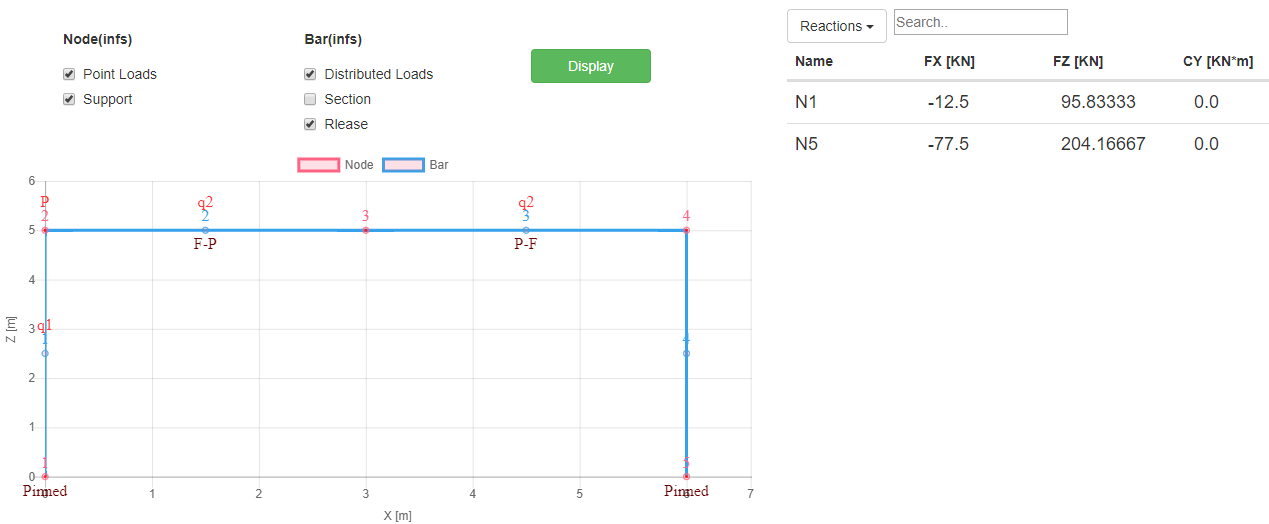 Node(infs)
Point Loads
Support
Bar(infs)
Distributed Loads
Section
Rlease
Display
Reactions
Search..
Name FX [KN] FZ [KN] CY [KN*m]
N1 -12.5 95.83333 0.0
N5 -77.5 204.16667 0.0
Node Bar
6
P q2 q2
2 2 3 3 4
5
F-P P-F
4
3 q1
1 4
Z [m]
2
1
1 5
0
Pinned Pinned
0 1 2 3 4 5 6 7
X [m]